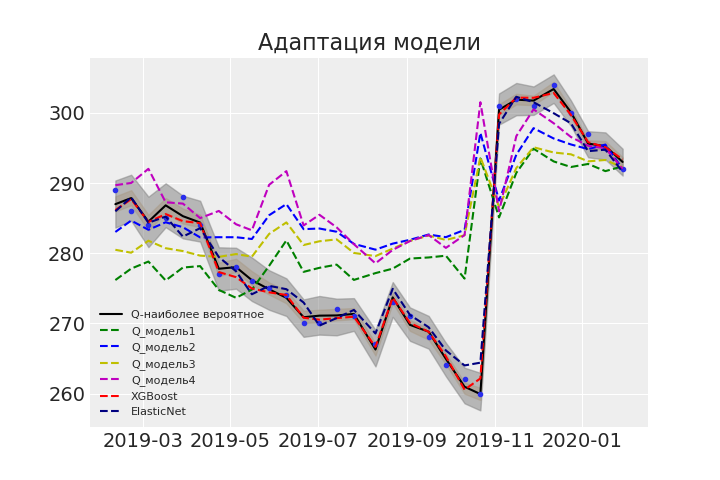 Адаптация модели
300
290
280
270
260
Q-наиболее вероятное
Q_модель1
Q_модель2
Q_модель3
Q_модель4
XGBoost
ElasticNet
2019-03 2019-05 2019-07 2019-09 2019-11 2020-01